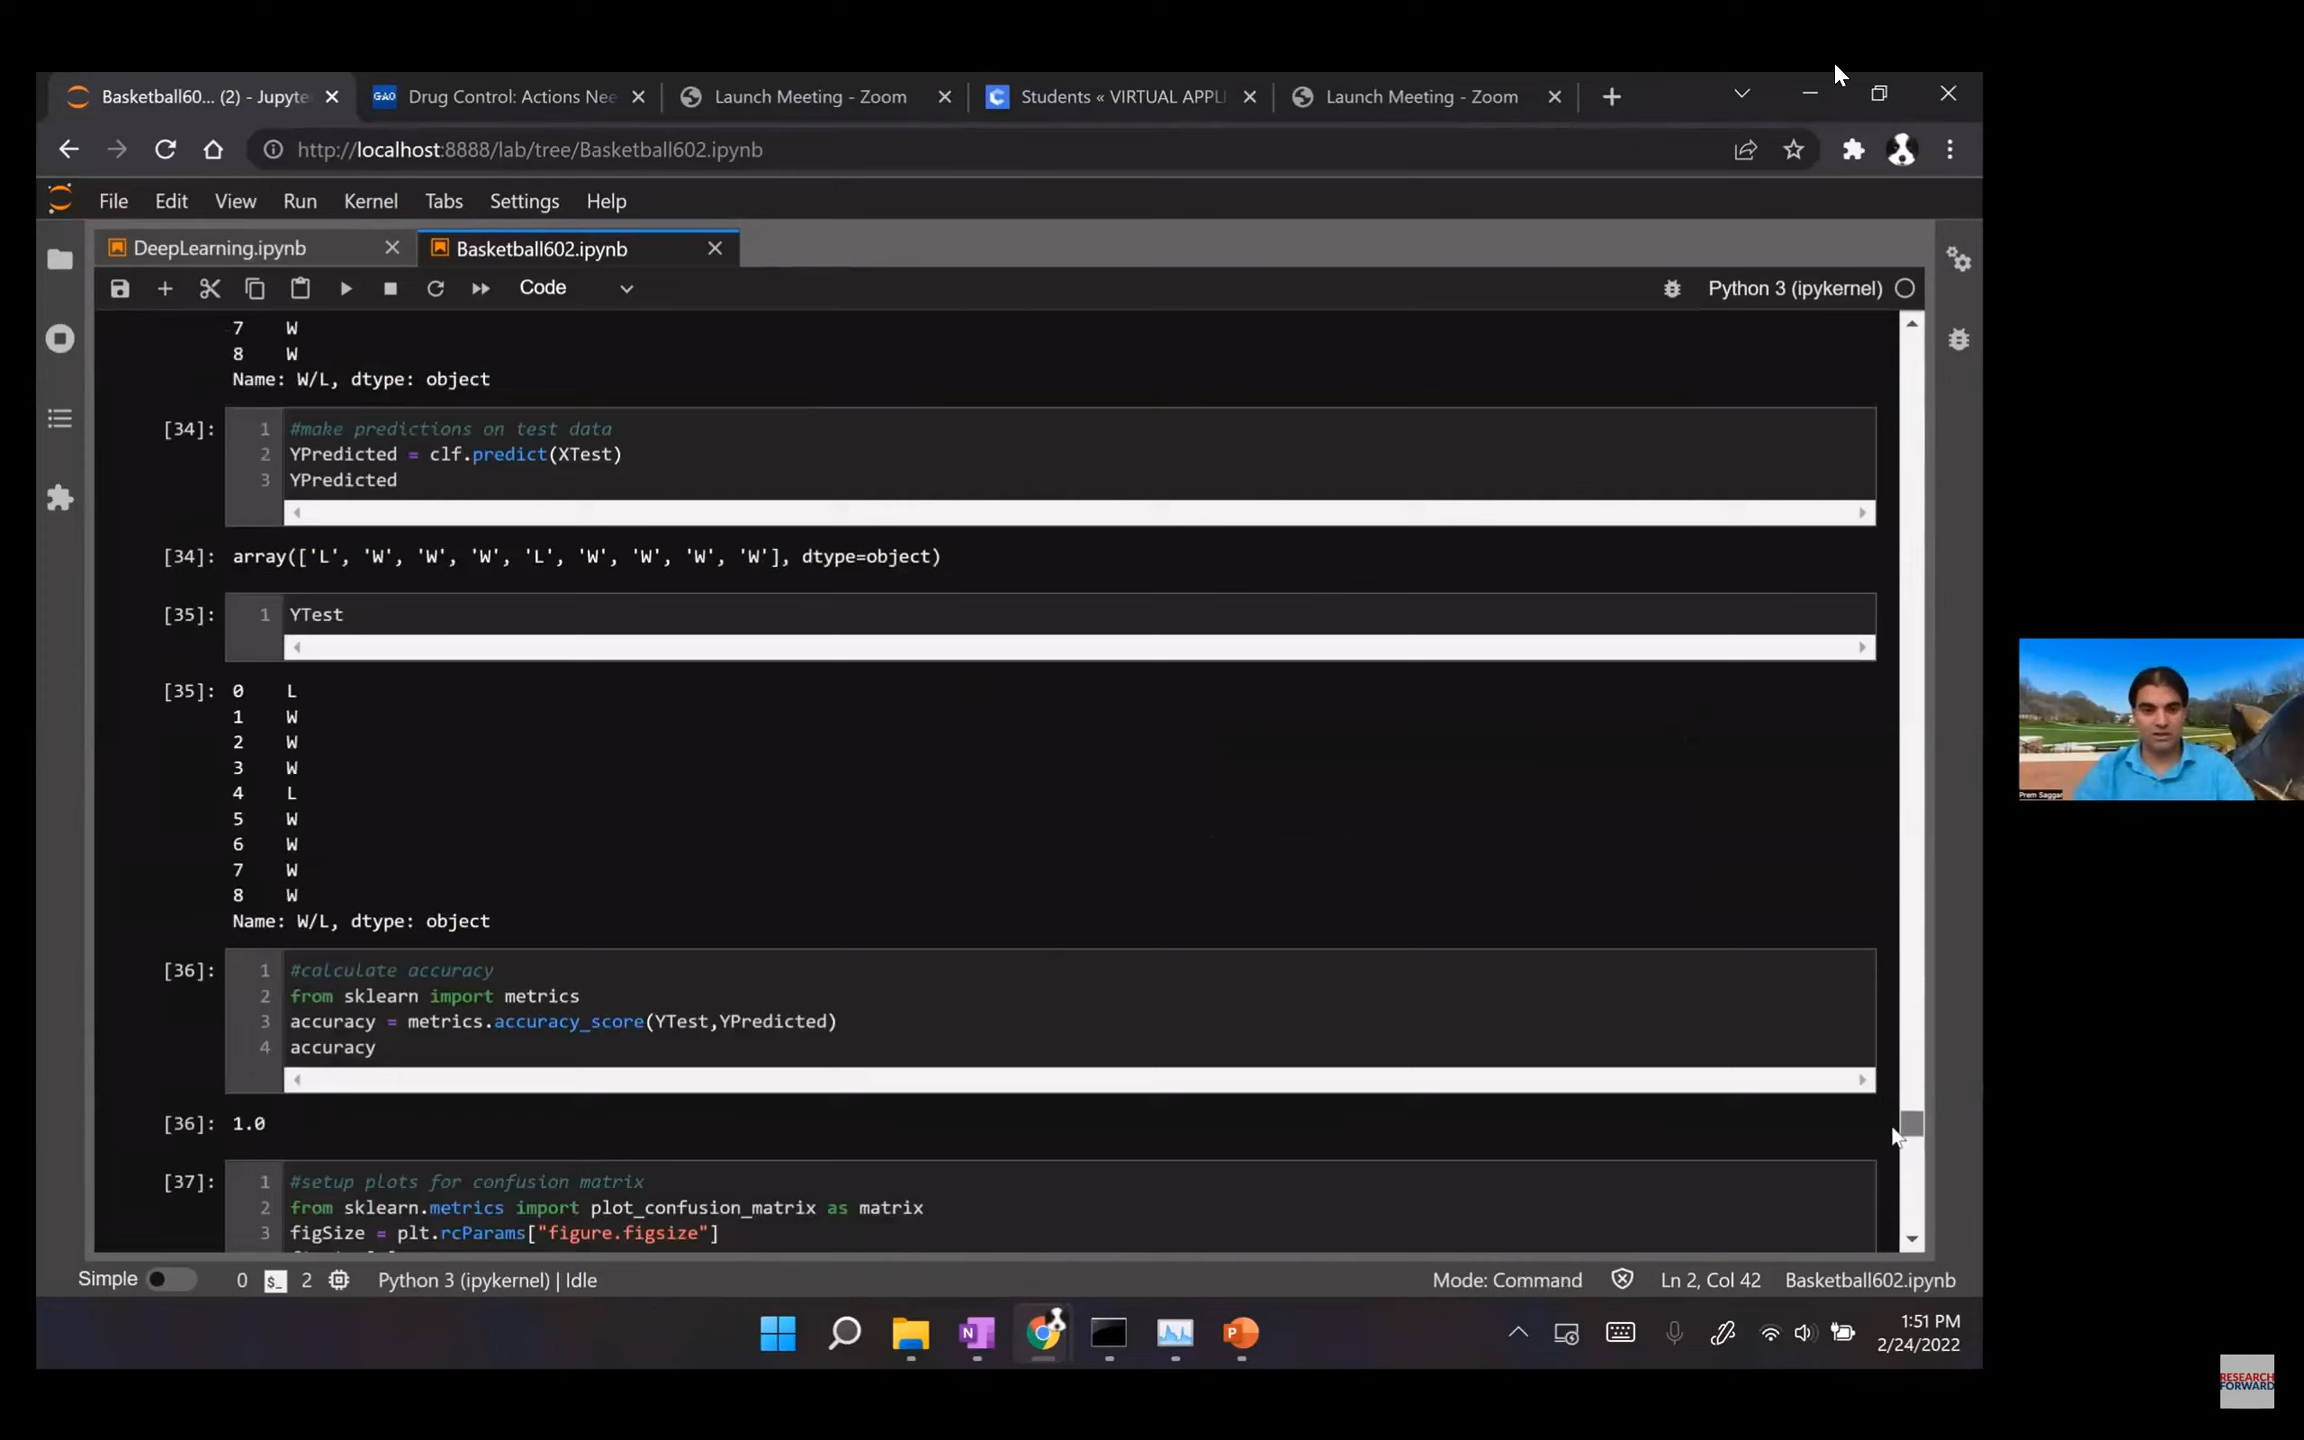 Basketball60... (2) - Jupyte
GAO Drug Control: Actions Nee
Launch Meeting - Zoom
Students « VIRTUAL APPLI
Launch Meeting - Zoom
http://localhost:8888/lab/tree/Basketball602.ipynb
File Edit View Run Kernel Tabs Settings Help
DeepLearning.ipynb
Basketball602.ipynb
Code
Python 3 (ipykernel)
7 W
8 W
Name: W/L, dtype: object
[34]:
1 #make predictions on test data
2 YPredicted = clf.predict(XTest)
3 YPredicted
[34]: array(['L', 'W', 'W', 'W', 'L', 'W', 'W', 'W', 'W'], dtype=object)
[35]:
1 YTest
[35]: 0 L
1 W
2 W
3 W
4 L
5 W
6 W
7 W
8 W
Name: W/L, dtype: object
[36]:
1 #calculate accuracy
2 from sklearn import metrics
3 accuracy = metrics.accuracy_score(YTest,YPredicted)
4 accuracy
[36]: 1.0
[37]:
1 #setup plots for confusion matrix
2 from sklearn.metrics import plot_confusion_matrix as matrix
3 figSize = plt.rcParams["figure.figsize"]
Simple 0 $_ 2 Python 3 (ipykernel) | Idle
Mode: Command Ln 2, Col 42 Basketball602.ipynb
N P
1:51 PM
2/24/2022
Prem Saggar
RESEARCH
FORWARD